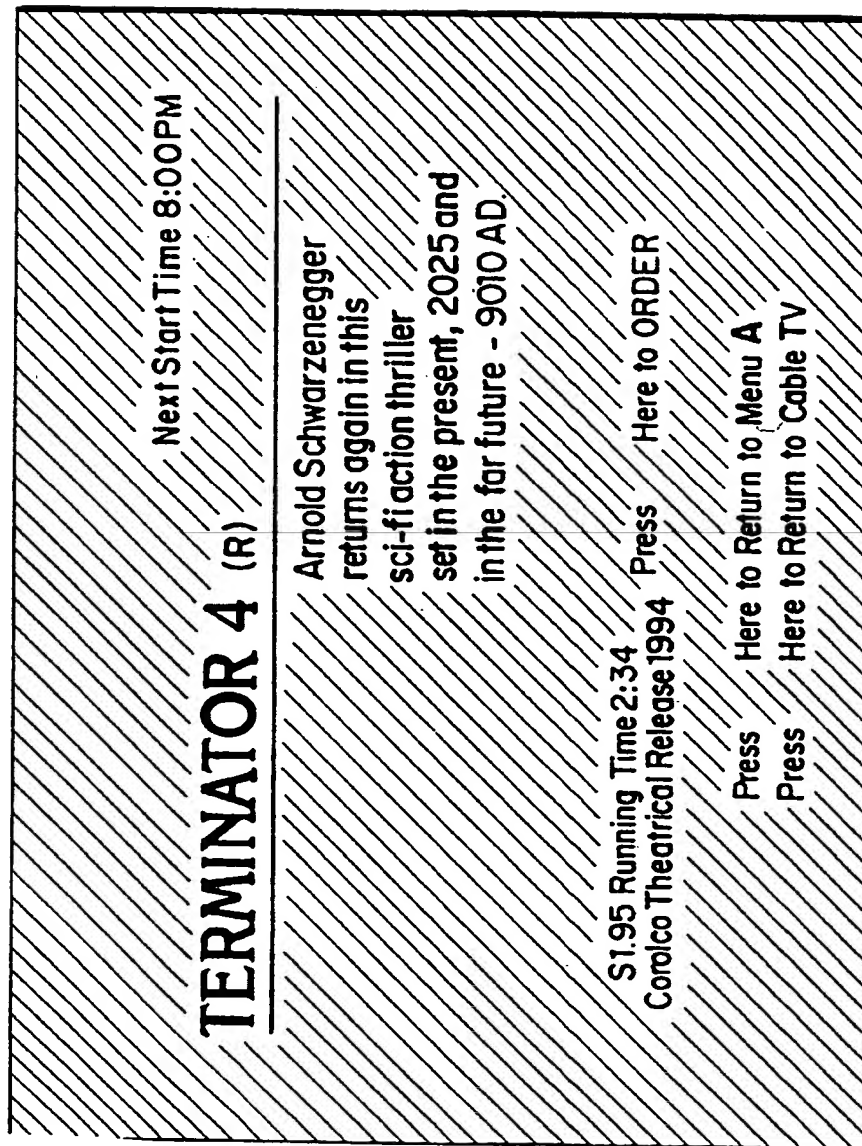 Next Start Time 8:00PM
TERMINATOR 4 (R)
Arnold Schwarzenegger
returns again in this
sci-fi action thriller
set in the present, 2025 and
in the far future - 9010 AD.
S1.95 Running Time 2:34
Corolco Theatrical Release 1994
Press Here to ORDER
Press Here to Return to Menu A
Press Here to Return to Cable TV